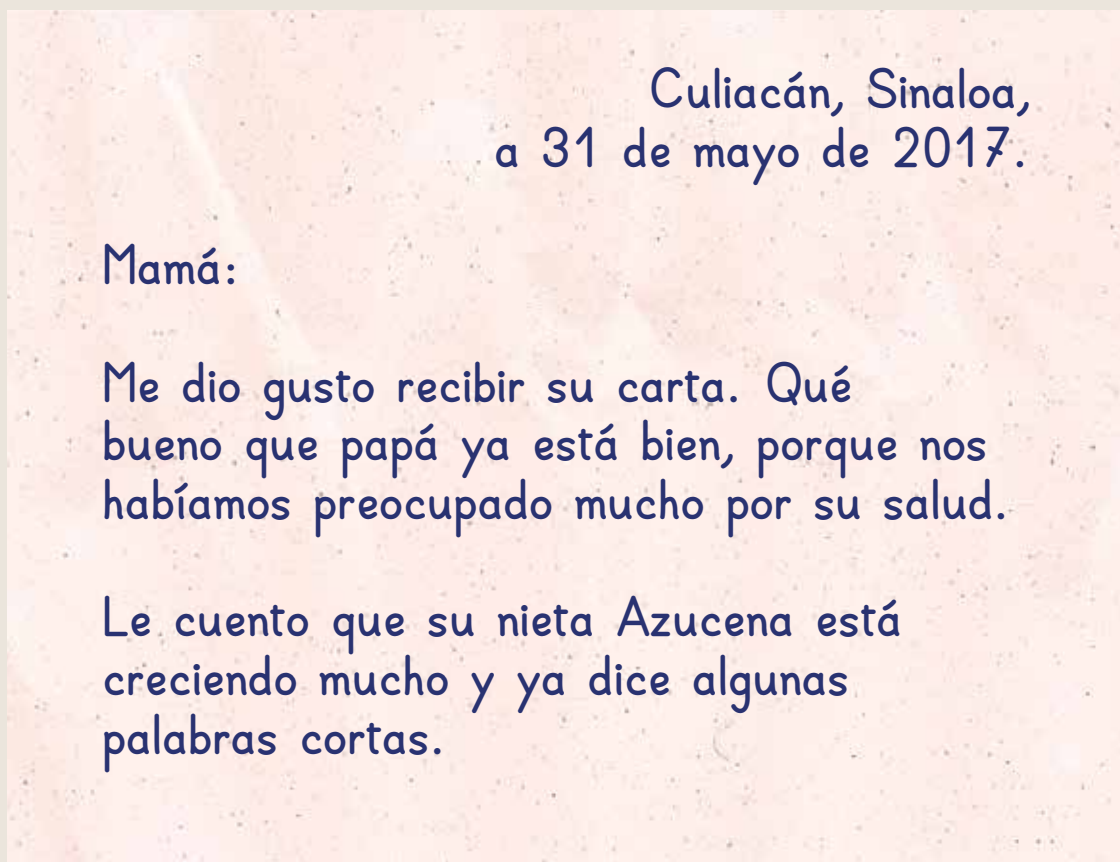 Culiacán, Sinaloa,
a 31 de mayo de 2017.
Mamá:
Me dio gusto recibir su carta. Qué
bueno que papá ya está bien, porque nos
habíamos preocupado mucho por su salud.
Le cuento que su nieta Azucena está
creciendo mucho y ya dice algunas
palabras cortas.